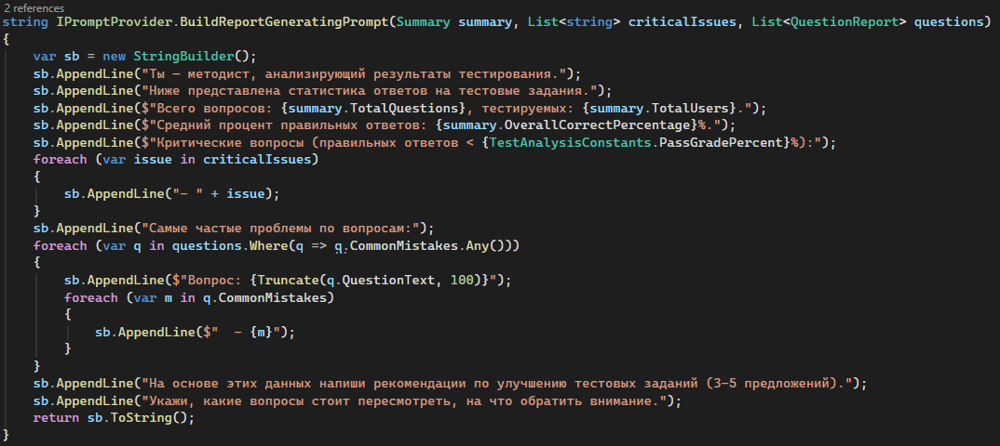 2 references
string IPromptProvider.BuildReportGeneratingPrompt(Summary summary, List<string> criticalIssues, List<QuestionReport> questions)
{
    var sb = new StringBuilder();
    sb.AppendLine("Ты — методист, анализирующий результаты тестирования.");
    sb.AppendLine("Ниже представлена статистика ответов на тестовые задания.");
    sb.AppendLine($"Всего вопросов: {summary.TotalQuestions}, тестируемых: {summary.TotalUsers}.");
    sb.AppendLine($"Средний процент правильных ответов: {summary.OverallCorrectPercentage}%.");
    sb.AppendLine($"Критические вопросы (правильных ответов < {TestAnalysisConstants.PassGradePercent}%):");
    foreach (var issue in criticalIssues)
    {
        sb.AppendLine("- " + issue);
    }
    sb.AppendLine("Самые частые проблемы по вопросам:");
    foreach (var q in questions.Where(q => q.CommonMistakes.Any()))
    {
        sb.AppendLine($"Вопрос: {Truncate(q.QuestionText, 100)}");
        foreach (var m in q.CommonMistakes)
        {
            sb.AppendLine($"  - {m}");
        }
    }
    sb.AppendLine("На основе этих данных напиши рекомендации по улучшению тестовых заданий (3-5 предложений).");
    sb.AppendLine("Укажи, какие вопросы стоит пересмотреть, на что обратить внимание.");
    return sb.ToString();
}